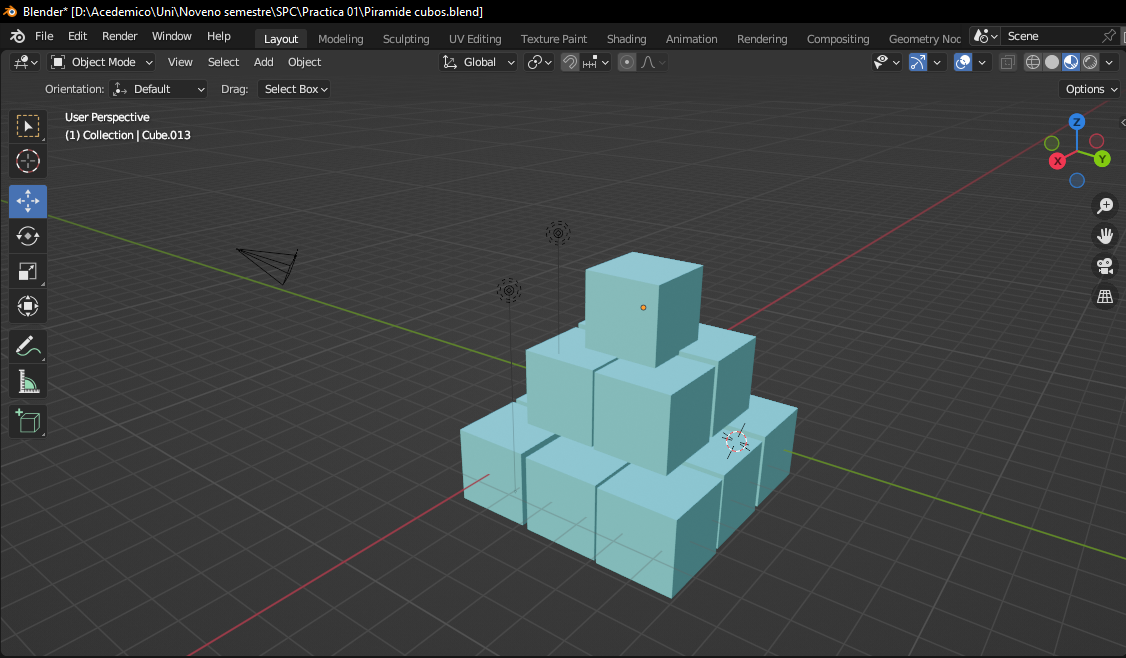 Blender* [D:\Acedemico\Uni\Noveno semestre\SPC\Practica 01\Piramide cubos.blend]
File Edit Render Window Help Layout Modeling Sculpting UV Editing Texture Paint Shading Animation Rendering Compositing Geometry Noc Scene
Object Mode View Select Add Object Global
Orientation: Default Drag: Select Box Options
User Perspective
(1) Collection | Cube.013
Z
X Y